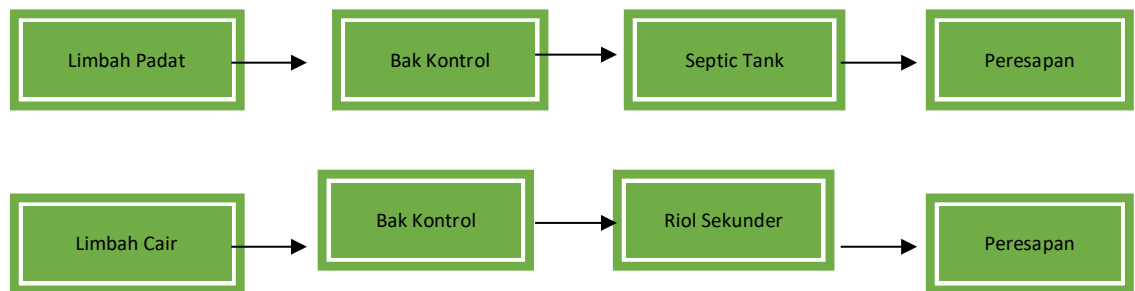 Limbah Padat
Bak Kontrol
Septic Tank
Peresapan
Limbah Cair
Bak Kontrol
Riol Sekunder
Peresapan